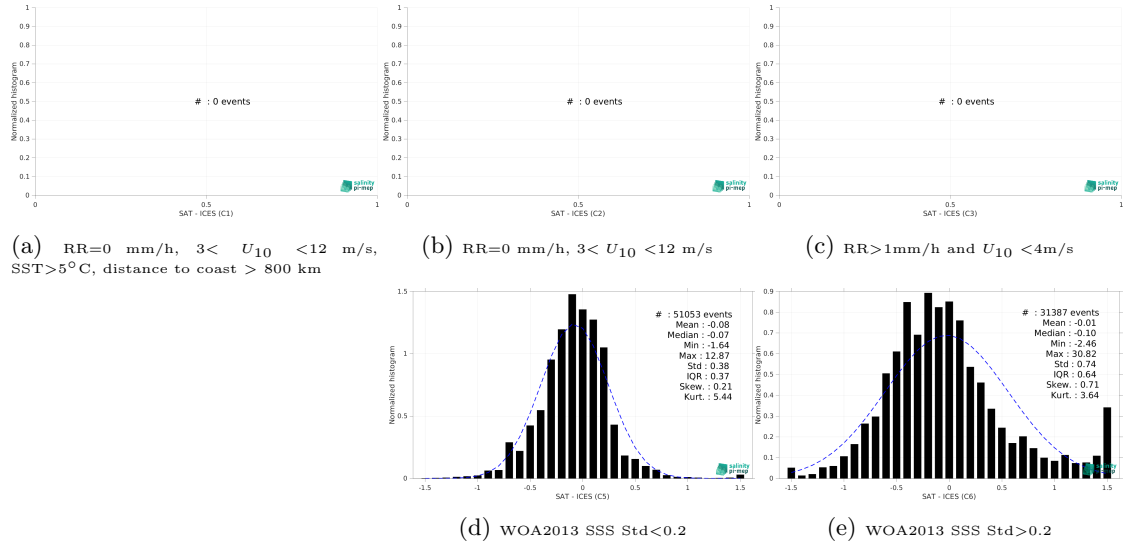 1
0.9
0.8
0.7
0.6
0.5
0.4
0.3
0.2
0.1
0
Normalized histogram
# : 0 events
salinity
pi-mep
0 0.5 1
SAT - ICES (C1)
(a) RR=0 mm/h, 3< U10 <12 m/s,
SST>5°C, distance to coast > 800 km
1
0.9
0.8
0.7
0.6
0.5
0.4
0.3
0.2
0.1
0
Normalized histogram
# : 0 events
salinity
pi-mep
0 0.5 1
SAT - ICES (C2)
(b) RR=0 mm/h, 3< U10 <12 m/s
1
0.9
0.8
0.7
0.6
0.5
0.4
0.3
0.2
0.1
0
Normalized histogram
# : 0 events
salinity
pi-mep
0 0.5 1
SAT - ICES (C3)
(c) RR>1mm/h and U10 <4m/s
1.5
1
0.5
0
Normalized histogram
# : 51053 events
Mean : -0.08
Median : -0.07
Min : -1.64
Max : 12.87
Std : 0.38
IQR : 0.37
Skew. : 0.21
Kurt. : 5.44
salinity
pi-mep
-1.5 -1 -0.5 0 0.5 1 1.5
SAT - ICES (C5)
(d) WOA2013 SSS Std<0.2
0.9
0.8
0.7
0.6
0.5
0.4
0.3
0.2
0.1
0
Normalized histogram
# : 31387 events
Mean : -0.01
Median : -0.10
Min : -2.46
Max : 30.82
Std : 0.74
IQR : 0.64
Skew. : 0.71
Kurt. : 3.64
salinity
pi-mep
-1.5 -1 -0.5 0 0.5 1 1.5
SAT - ICES (C6)
(e) WOA2013 SSS Std>0.2